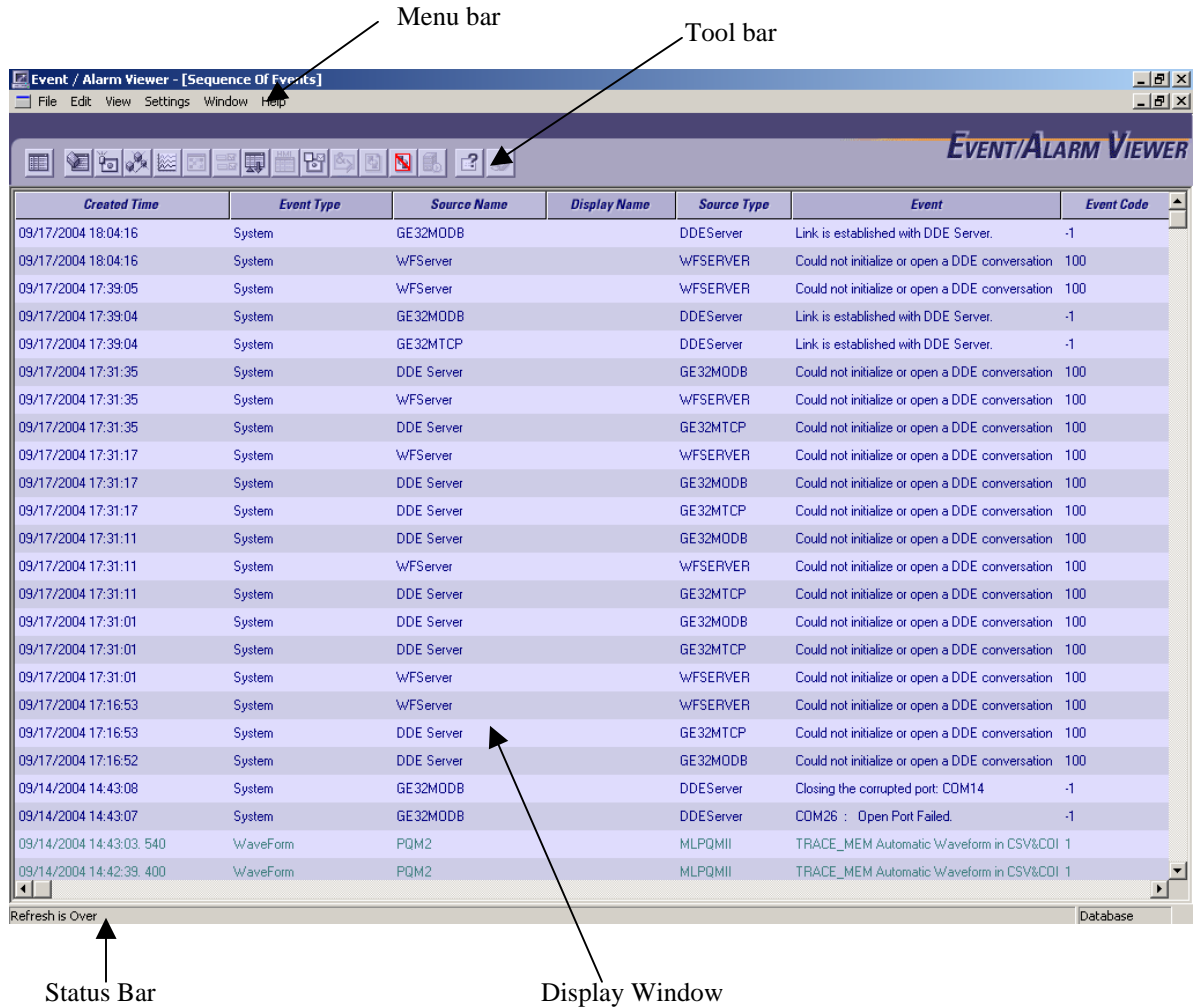 Menu bar
Tool bar
Event / Alarm Viewer - [Sequence Of Events]
File Edit View Settings Window Help
EVENT/ALARM VIEWER
Created Time Event Type Source Name Display Name Source Type Event Event Code
09/17/2004 18:04:16 System GE32MODB DDEServer Link is established with DDE Server. -1
09/17/2004 18:04:16 System WFServer WFSERVER Could not initialize or open a DDE conversation 100
09/17/2004 17:39:05 System WFServer WFSERVER Could not initialize or open a DDE conversation 100
09/17/2004 17:39:04 System GE32MODB DDEServer Link is established with DDE Server. -1
09/17/2004 17:39:04 System GE32MTCP DDEServer Link is established with DDE Server. -1
09/17/2004 17:31:35 System DDE Server GE32MODB Could not initialize or open a DDE conversation 100
09/17/2004 17:31:35 System WFServer WFSERVER Could not initialize or open a DDE conversation 100
09/17/2004 17:31:35 System DDE Server GE32MTCP Could not initialize or open a DDE conversation 100
09/17/2004 17:31:17 System WFServer WFSERVER Could not initialize or open a DDE conversation 100
09/17/2004 17:31:17 System DDE Server GE32MODB Could not initialize or open a DDE conversation 100
09/17/2004 17:31:17 System DDE Server GE32MTCP Could not initialize or open a DDE conversation 100
09/17/2004 17:31:11 System DDE Server GE32MODB Could not initialize or open a DDE conversation 100
09/17/2004 17:31:11 System WFServer WFSERVER Could not initialize or open a DDE conversation 100
09/17/2004 17:31:11 System DDE Server GE32MTCP Could not initialize or open a DDE conversation 100
09/17/2004 17:31:01 System DDE Server GE32MODB Could not initialize or open a DDE conversation 100
09/17/2004 17:31:01 System DDE Server GE32MTCP Could not initialize or open a DDE conversation 100
09/17/2004 17:31:01 System WFServer WFSERVER Could not initialize or open a DDE conversation 100
09/17/2004 17:16:53 System WFServer WFSERVER Could not initialize or open a DDE conversation 100
09/17/2004 17:16:53 System DDE Server GE32MTCP Could not initialize or open a DDE conversation 100
09/17/2004 17:16:52 System DDE Server GE32MODB Could not initialize or open a DDE conversation 100
09/14/2004 14:43:08 System GE32MODB DDEServer Closing the corrupted port: COM14 -1
09/14/2004 14:43:07 System GE32MODB DDEServer COM26 : Open Port Failed. -1
09/14/2004 14:43:03. 540 WaveForm PQM2 MLPQMII TRACE_MEM Automatic Waveform in CSV&COI 1
09/14/2004 14:42:39. 400 WaveForm PQM2 MLPQMII TRACE_MEM Automatic Waveform in CSV&COI 1
Refresh is Over Database
Status Bar
Display Window